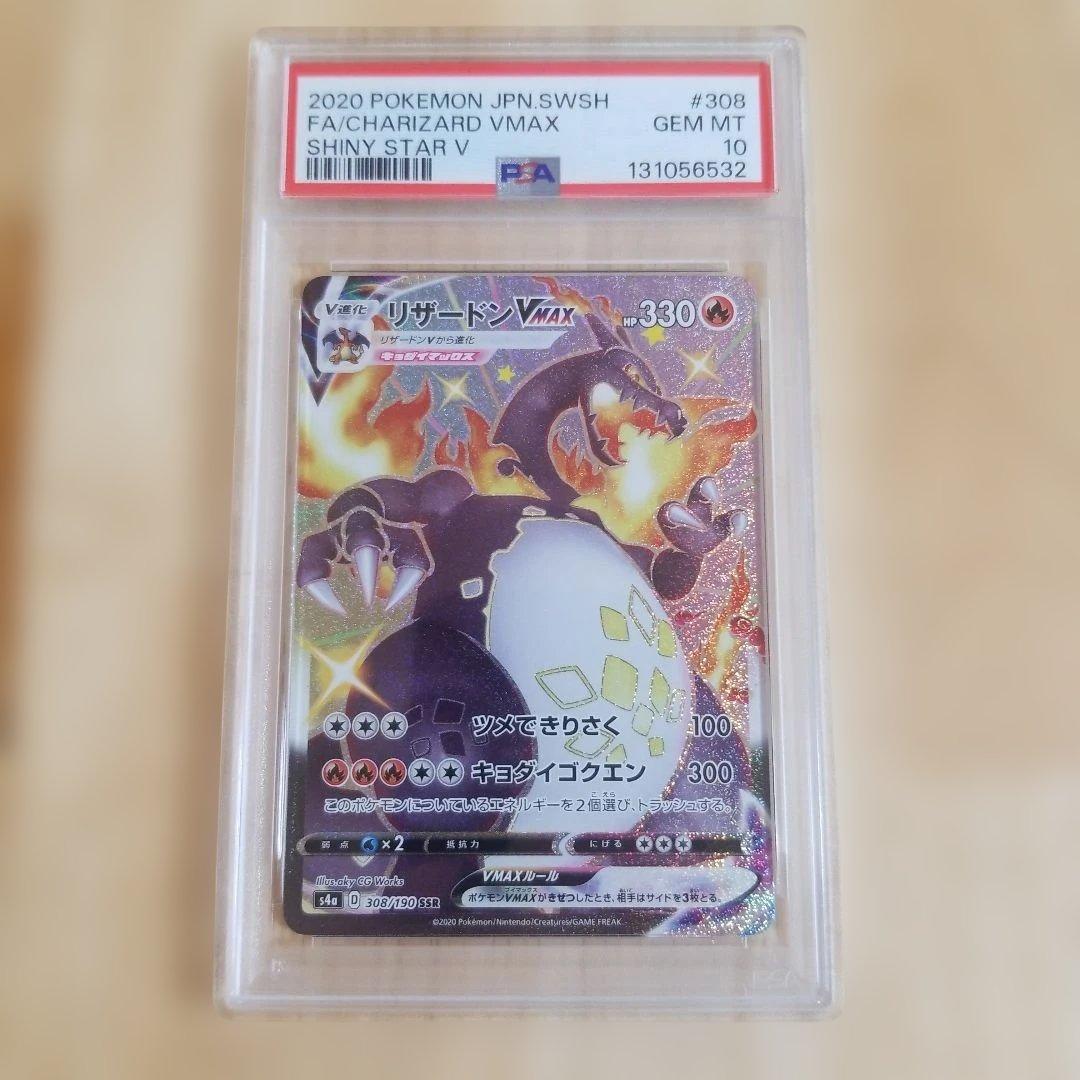 2020 POKEMON JPN.SWSH #308
FA/CHARIZARD VMAX GEM MT
SHINY STAR V 10
PSA 131056532
V進化 リザードンVMAX HP330
リザードンVから進化
キョダイマックス
ツメできりさく 100
キョダイゴクエン 300
このポケモンについているエネルギーを2個選び、トラッシュする。
弱点 ×2 抵抗力 にげる
VMAXルール
ポケモンVMAXがきぜつしたとき、相手はサイドを3枚とる。
Illus.aky CG Works
s4a D 308/190 SSR
©2020 Pokémon/Nintendo/Creatures/GAME FREAK